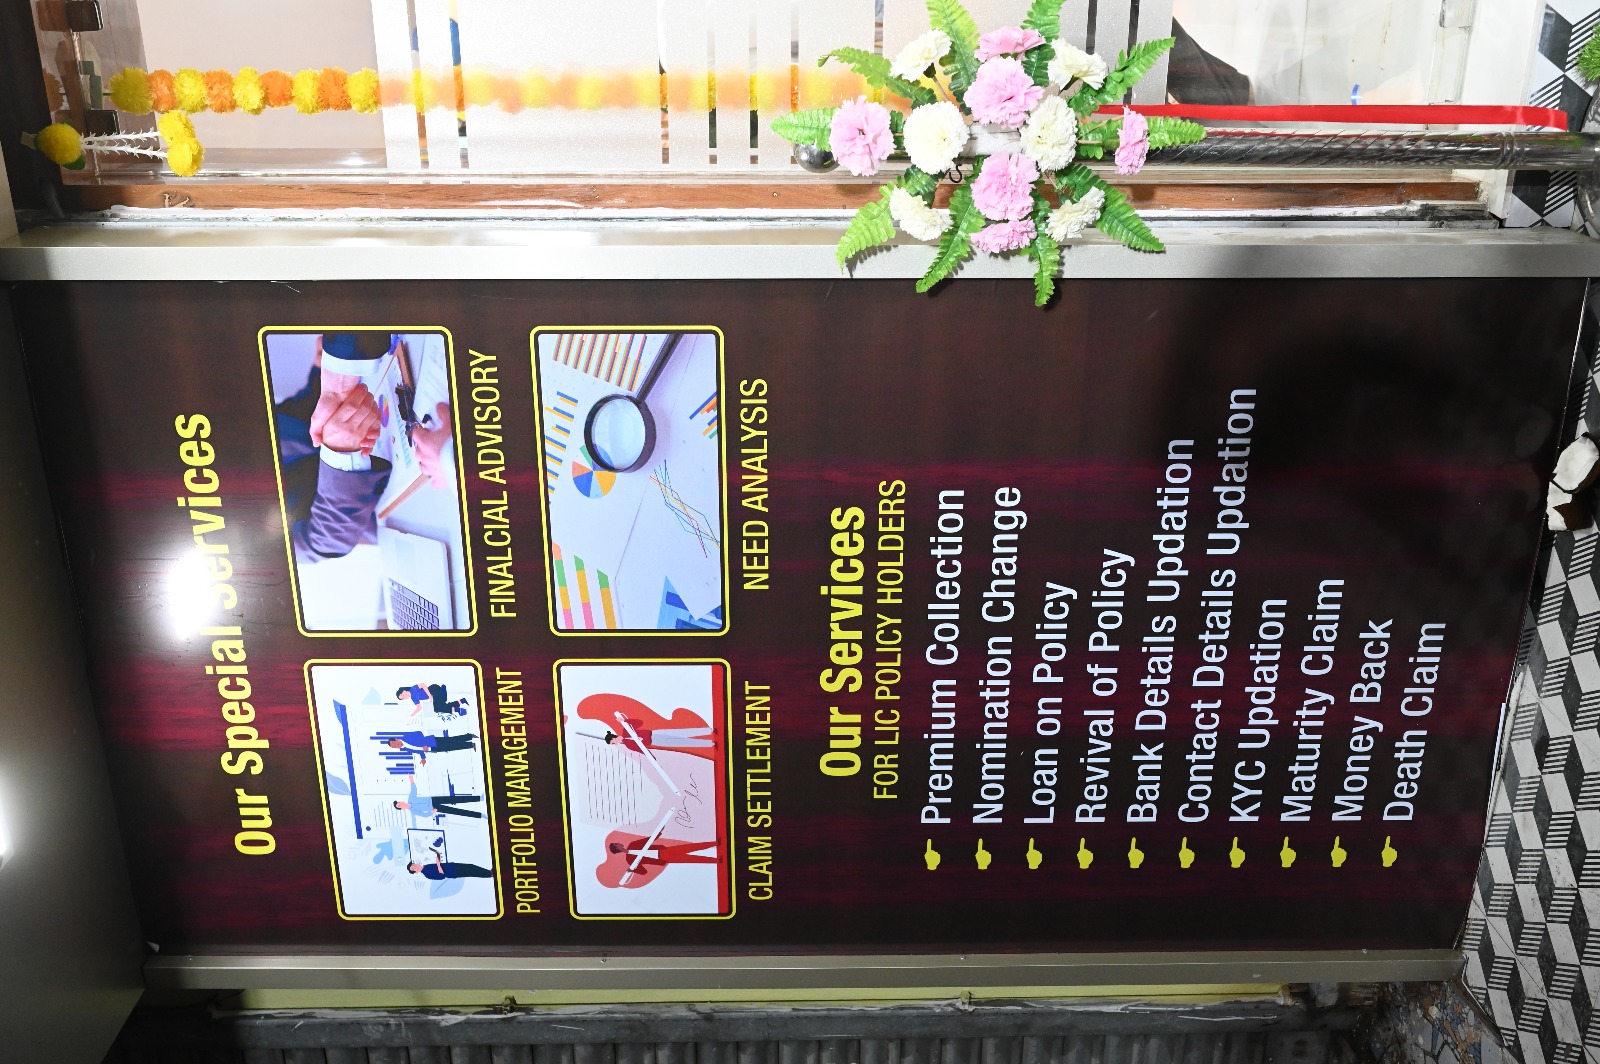 Our Special Services
PORTFOLIO MANAGEMENT
FINALCIAL ADVISORY
CLAIM SETTLEMENT
NEED ANALYSIS
Our Services
FOR LIC POLICY HOLDERS
Premium Collection
Nomination Change
Loan on Policy
Revival of Policy
Bank Details Updation
Contact Details Updation
KYC Updation
Maturity Claim
Money Back
Death Claim